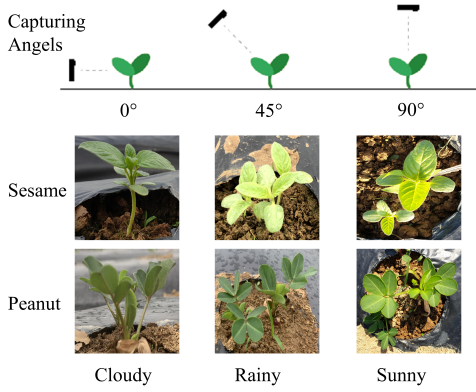 Capturing
Angels
0°
45°
90°
Sesame
Peanut
Cloudy
Rainy
Sunny